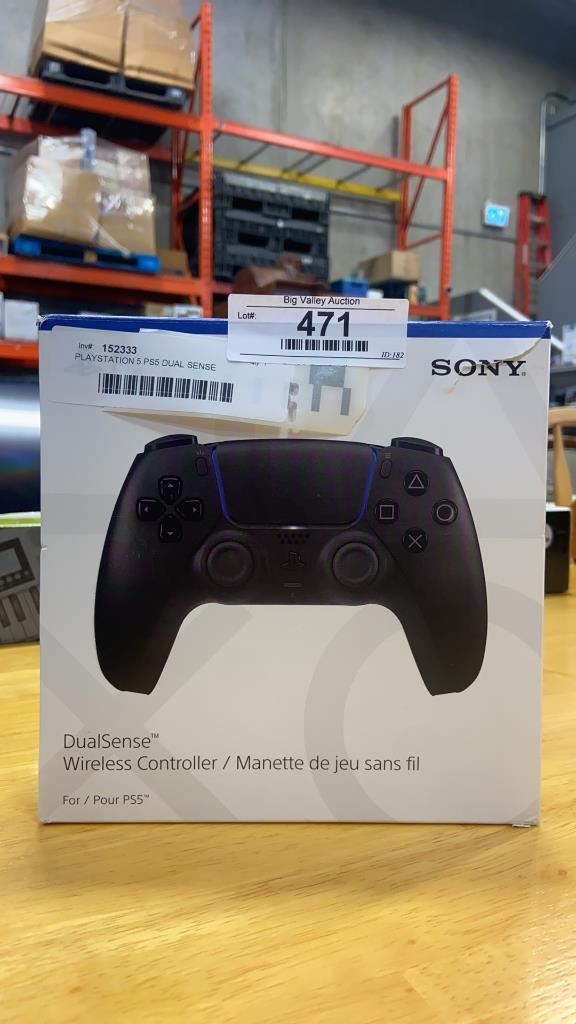 Big Valley Auction
Lot#:
471
ID:182
Inv#: 152333
PLAYSTATION 5 PS5 DUAL SENSE
SONY®
DualSense™
Wireless Controller / Manette de jeu sans fil
For / Pour PS5™